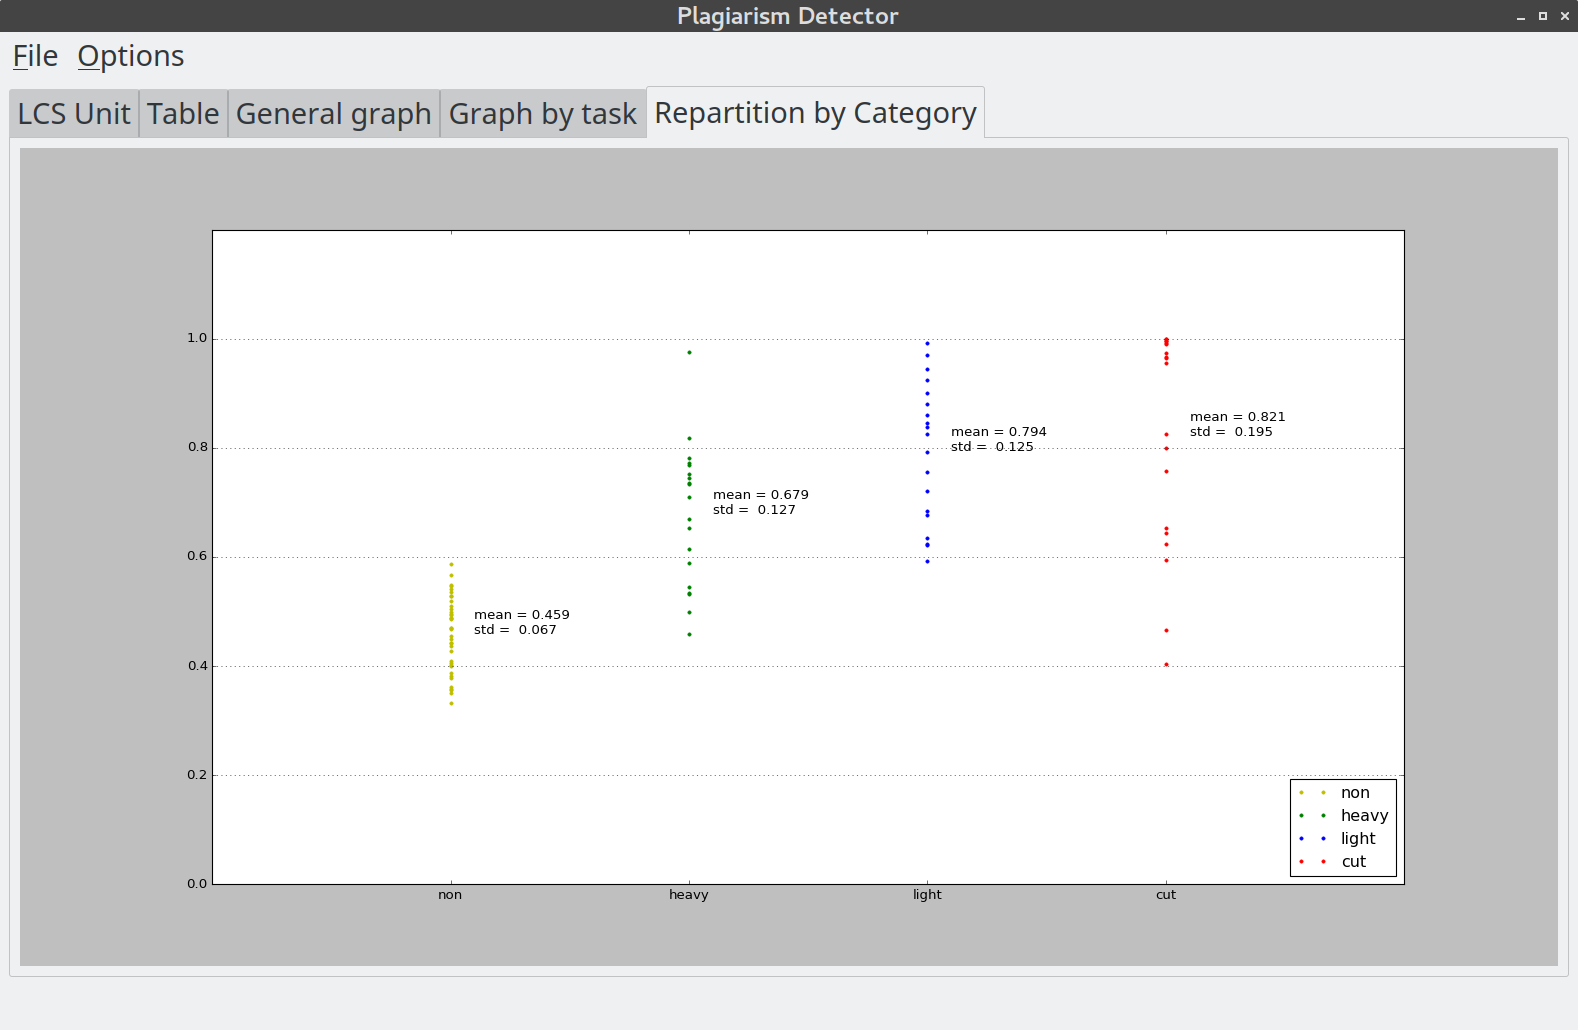 Plagiarism Detector
File Options
LCS Unit Table General graph Graph by task Repartition by Category
1.0
0.8
0.6
0.4
0.2
0.0
mean = 0.459
std = 0.067
mean = 0.679
std = 0.127
mean = 0.794
std = 0.125
mean = 0.821
std = 0.195
non
heavy
light
cut
non heavy light cut